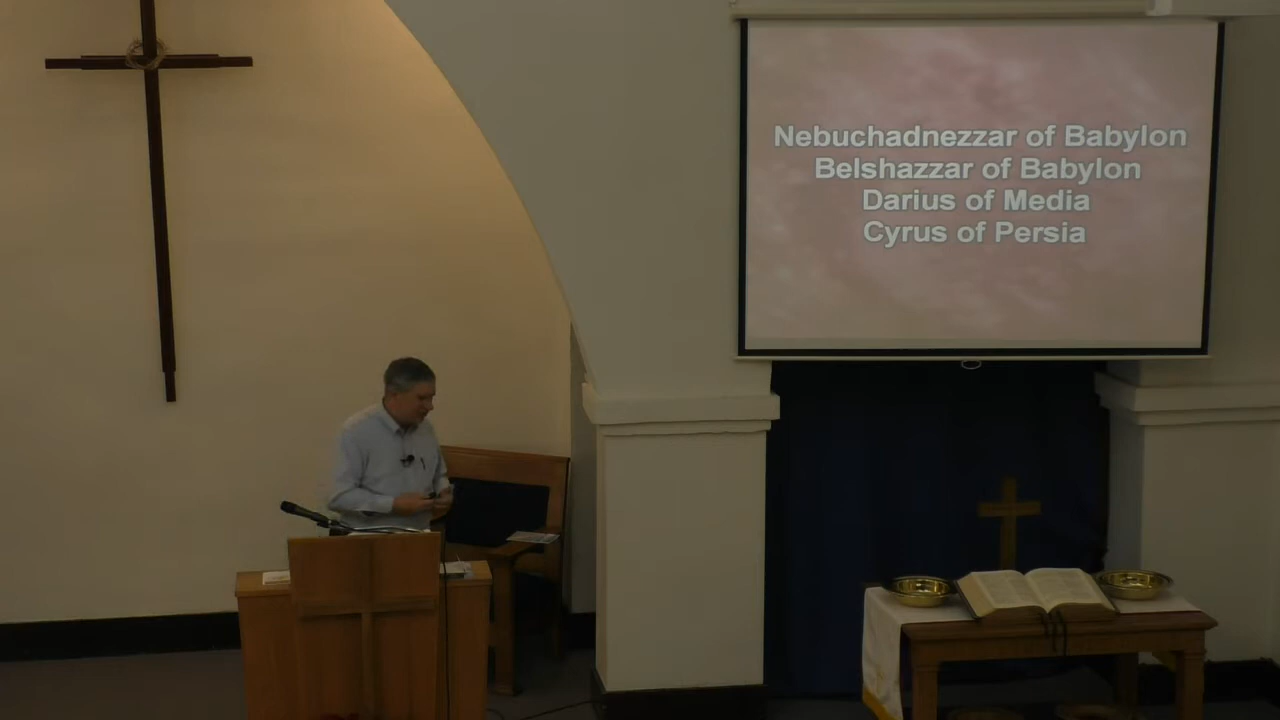 Nebuchadnezzar of Babylon
Belshazzar of Babylon
Darius of Media
Cyrus of Persia